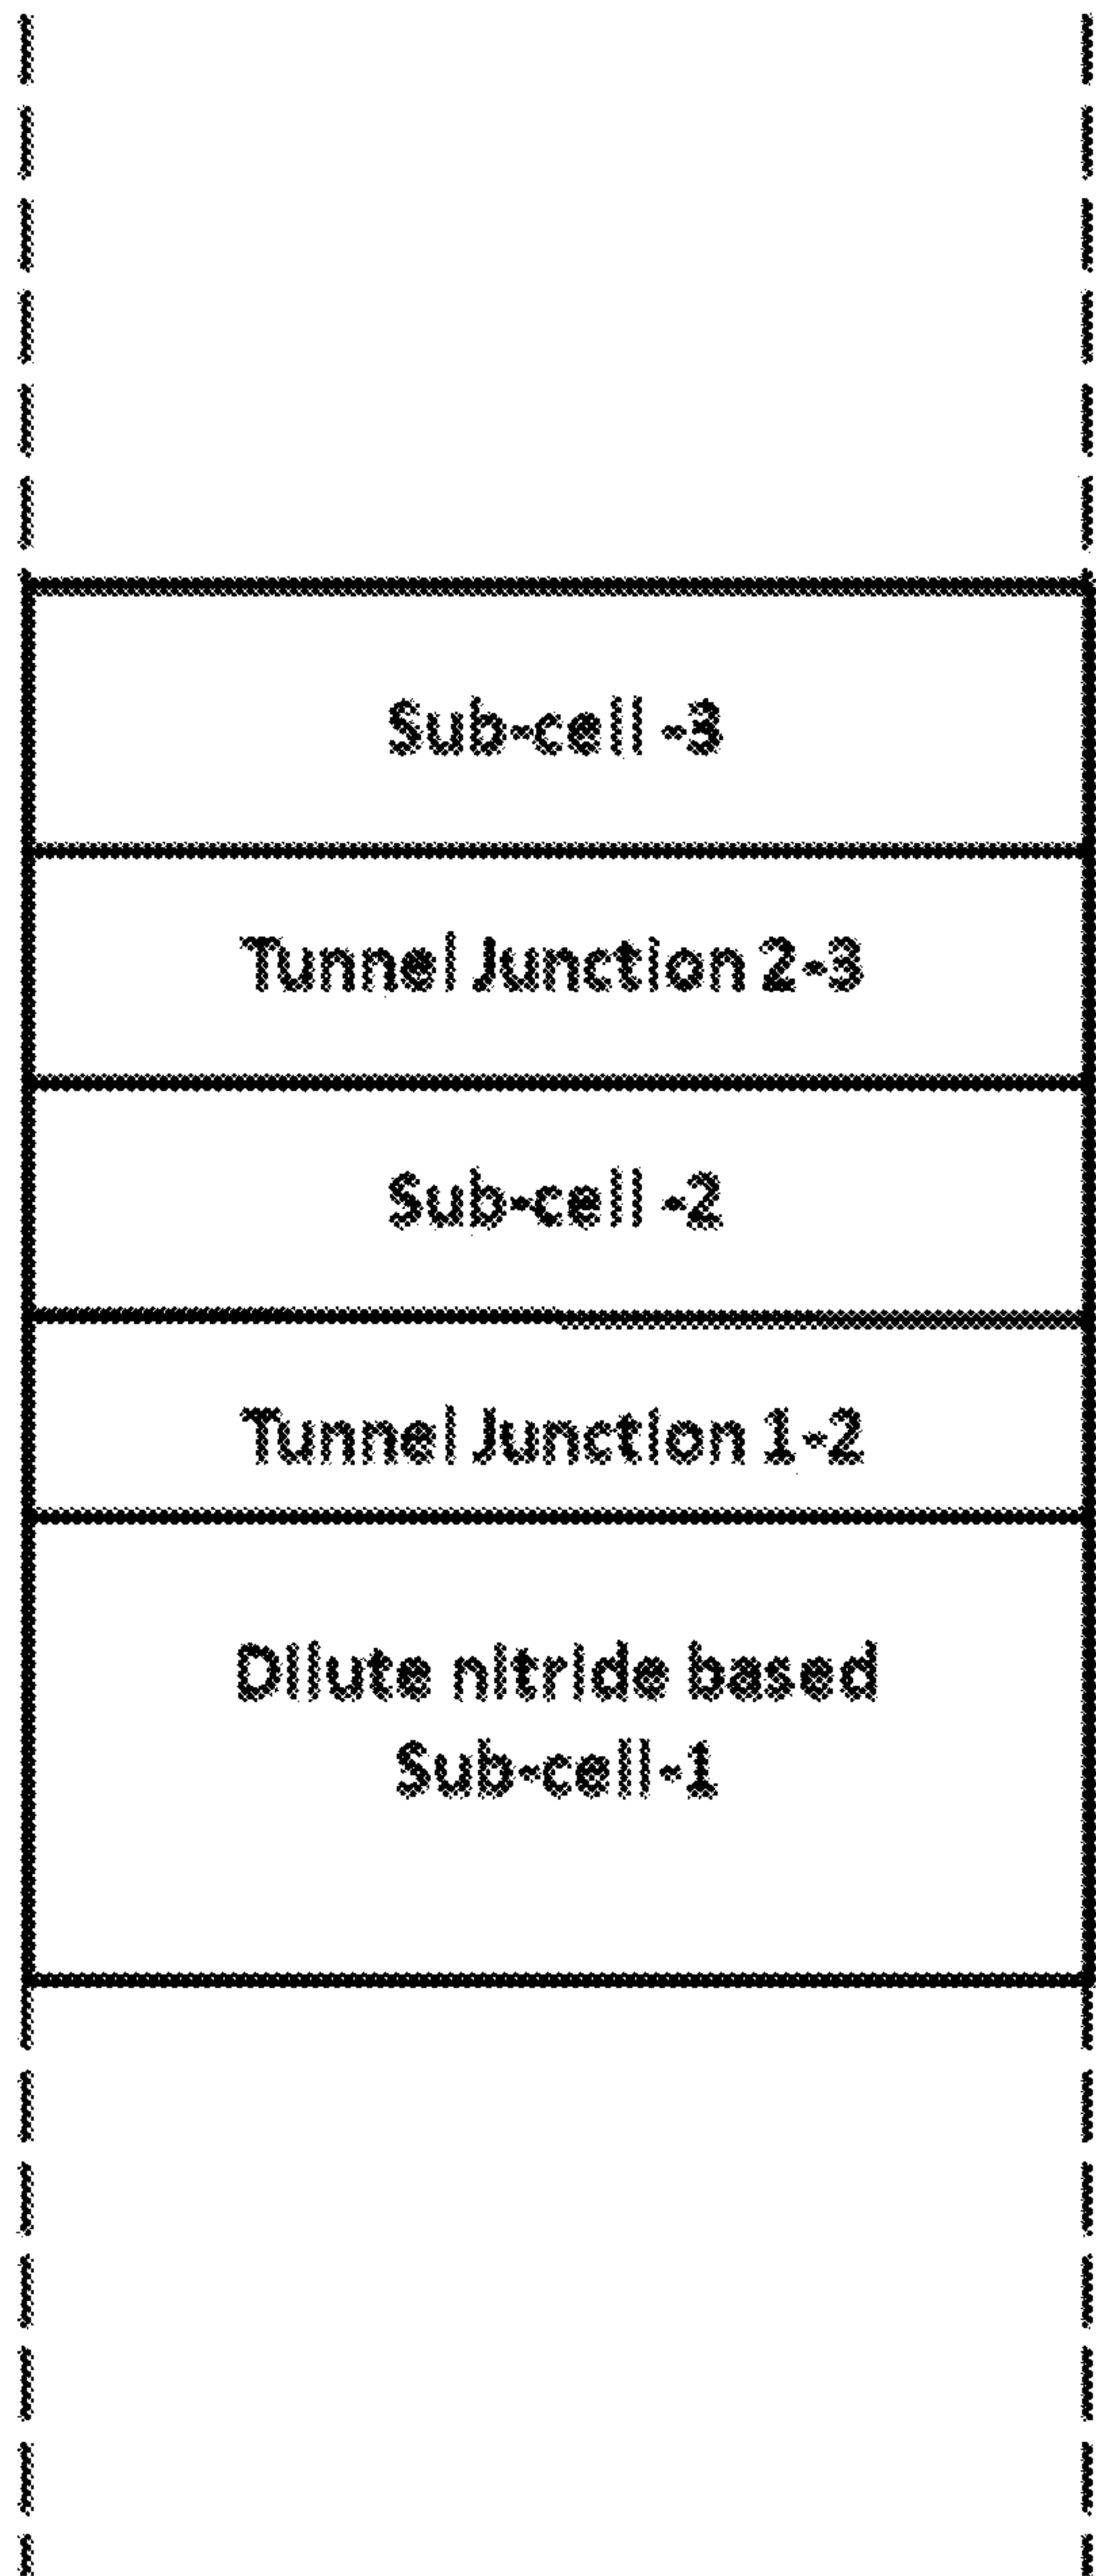 Sub-cell -3
Tunnel Junction 2-3
Sub-cell -2
Tunnel Junction 1-2
Dilute nitride based
Sub-cell-1